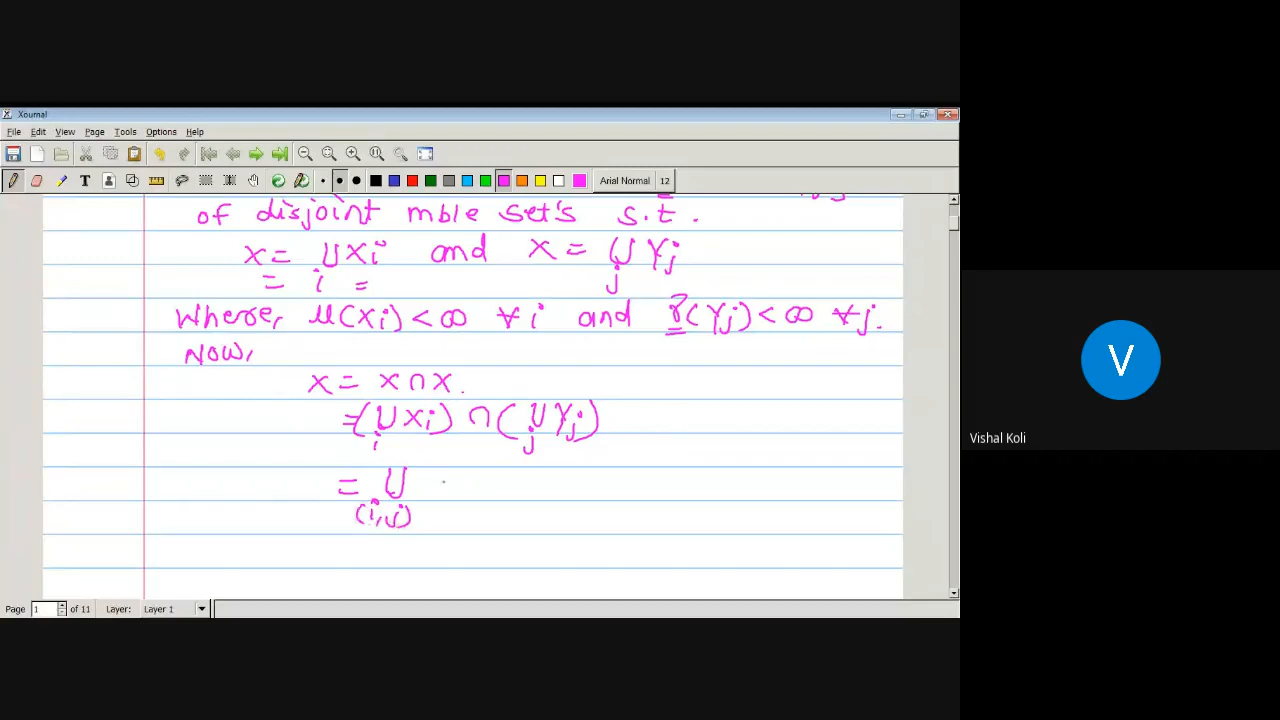 Xournal
File Edit View Page Tools Options Help
Arial Normal 12
of disjoint mble set's s.t.
X = ∪ Xi and X = ∪ Yj
= i = j
Where, μ(Xi) < ∞ ∀ i and γ(Yj) < ∞ ∀ j.
Now,
X = X ∩ X.
= (∪ Xi) ∩ (∪ Yj)
i j
= ∪
(i,j)
Page 1 of 11 Layer: Layer 1
V
Vishal Koli